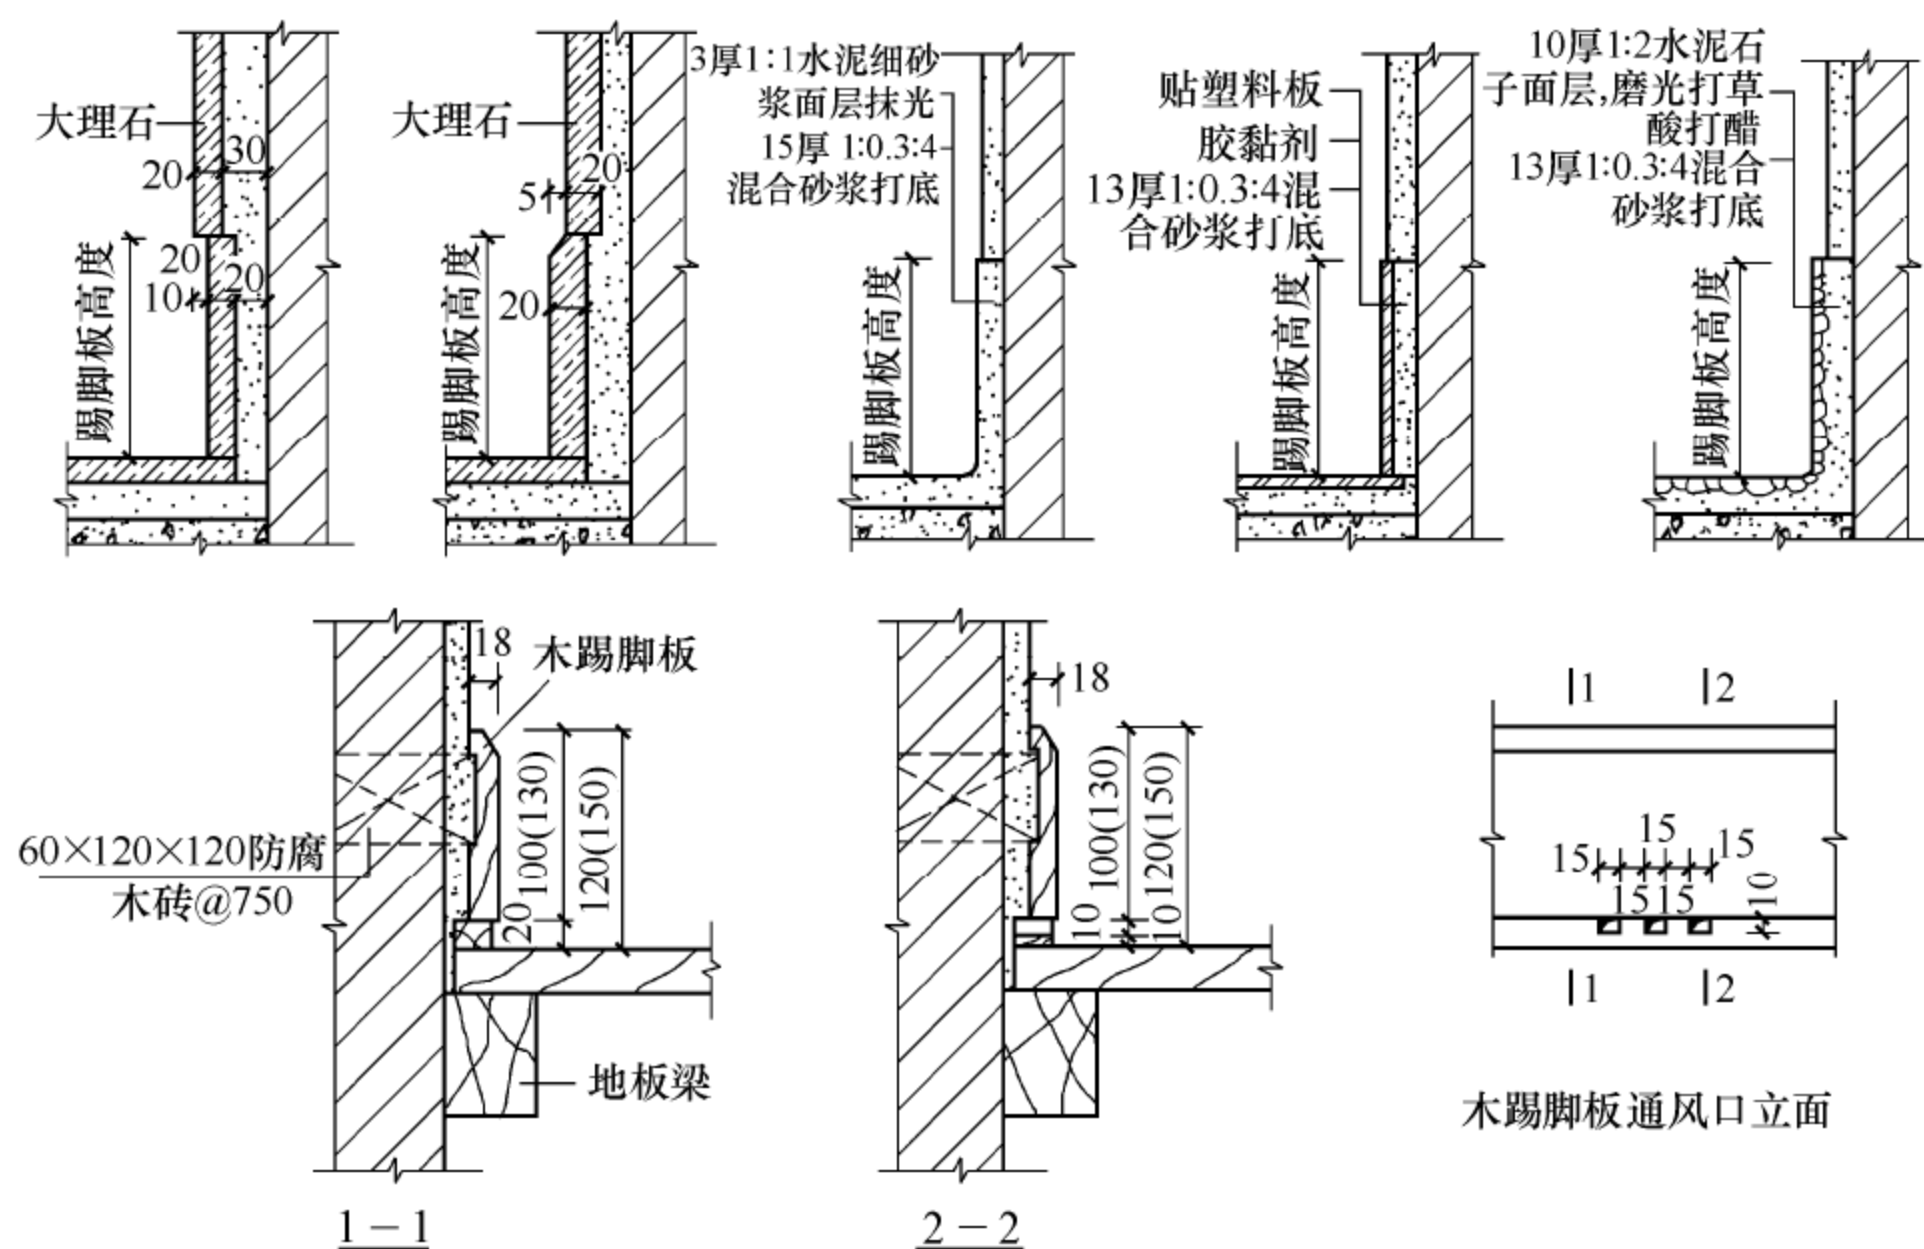 大理石
20
30
20
10
20
踢脚板高度
大理石
20
5
20
踢脚板高度
3厚1:1水泥细砂
浆面层抹光
15厚 1:0.3:4
混合砂浆打底
踢脚板高度
贴塑料板
胶黏剂
13厚1:0.3:4混
合砂浆打底
踢脚板高度
10厚1:2水泥石
子面层,磨光打草
酸打醋
13厚1:0.3:4混合
砂浆打底
踢脚板高度
18
木踢脚板
100(130)
120(150)
20
60×120×120防腐
木砖@750
地板梁
1-1
18
100(130)
120(150)
10
10
2-2
1
2
15
15
15
15
15
10
1
2
木踢脚板通风口立面